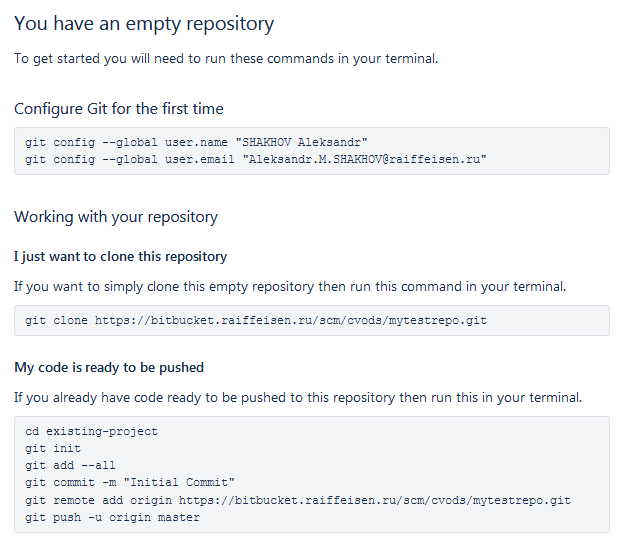 You have an empty repository
To get started you will need to run these commands in your terminal.
Configure Git for the first time
git config --global user.name "SHAKHOV Aleksandr"
git config --global user.email "Aleksandr.M.SHAKHOV@raiffeisen.ru"
Working with your repository
I just want to clone this repository
If you want to simply clone this empty repository then run this command in your terminal.
git clone https://bitbucket.raiffeisen.ru/scm/cvods/mytestrepo.git
My code is ready to be pushed
If you already have code ready to be pushed to this repository then run this in your terminal.
cd existing-project
git init
git add --all
git commit -m "Initial Commit"
git remote add origin https://bitbucket.raiffeisen.ru/scm/cvods/mytestrepo.git
git push -u origin master